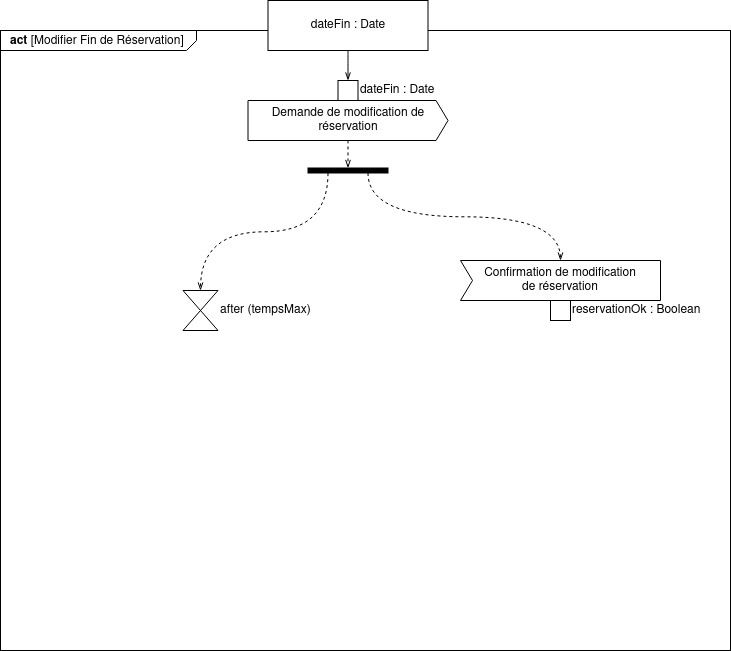 dateFin : Date
act [Modifier Fin de Réservation]
dateFin : Date
Demande de modification de
réservation
Confirmation de modification
de réservation
after (tempsMax)
reservationOk : Boolean